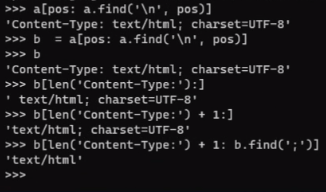 >>> a[pos: a.find('\n', pos)]
'Content-Type: text/html; charset=UTF-8'
>>> b  = a[pos: a.find('\n', pos)]
>>> b
'Content-Type: text/html; charset=UTF-8'
>>> b[len('Content-Type:'):]
' text/html; charset=UTF-8'
>>> b[len('Content-Type:') + 1:]
'text/html; charset=UTF-8'
>>> b[len('Content-Type:') + 1: b.find(';')]
'text/html'
>>>